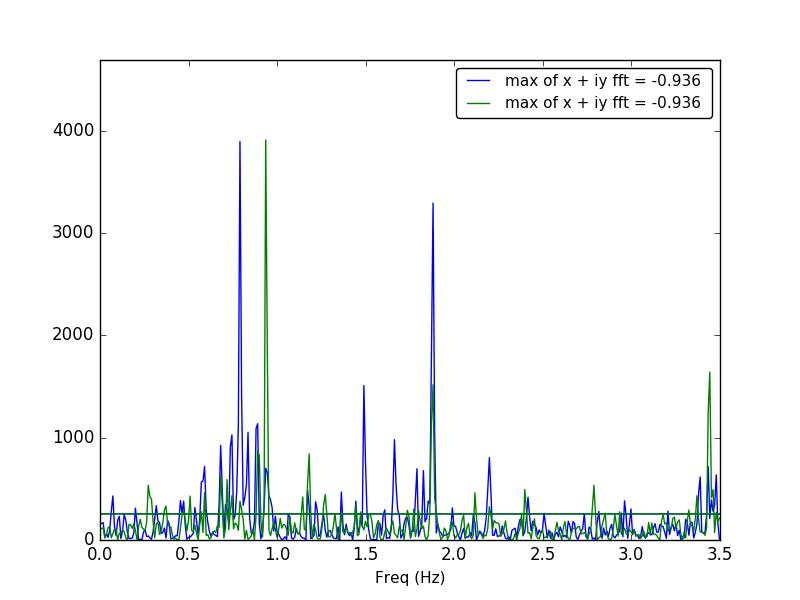 max of x + iy fft = -0.936
max of x + iy fft = -0.936
4000
3000
2000
1000
0
0.0 0.5 1.0 1.5 2.0 2.5 3.0 3.5
Freq (Hz)